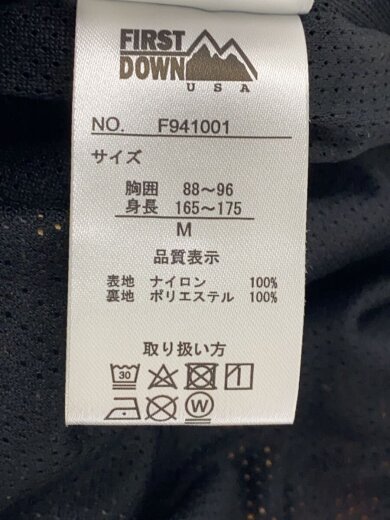 FIRST
DOWN
USA
NO. F941001
サイズ
胸囲 88～96
身長 165～175
M
品質表示
表地 ナイロン 100%
裏地 ポリエステル 100%
取り扱い方
30
W